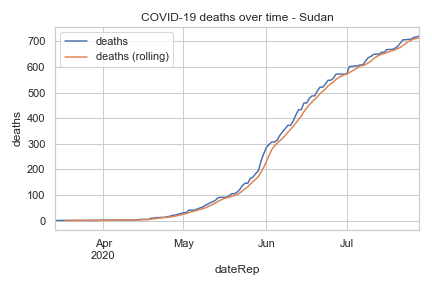 COVID-19 deaths over time - Sudan
deaths
deaths (rolling)
700
600
500
400
300
200
100
0
deaths
Apr
2020
May
Jun
Jul
dateRep